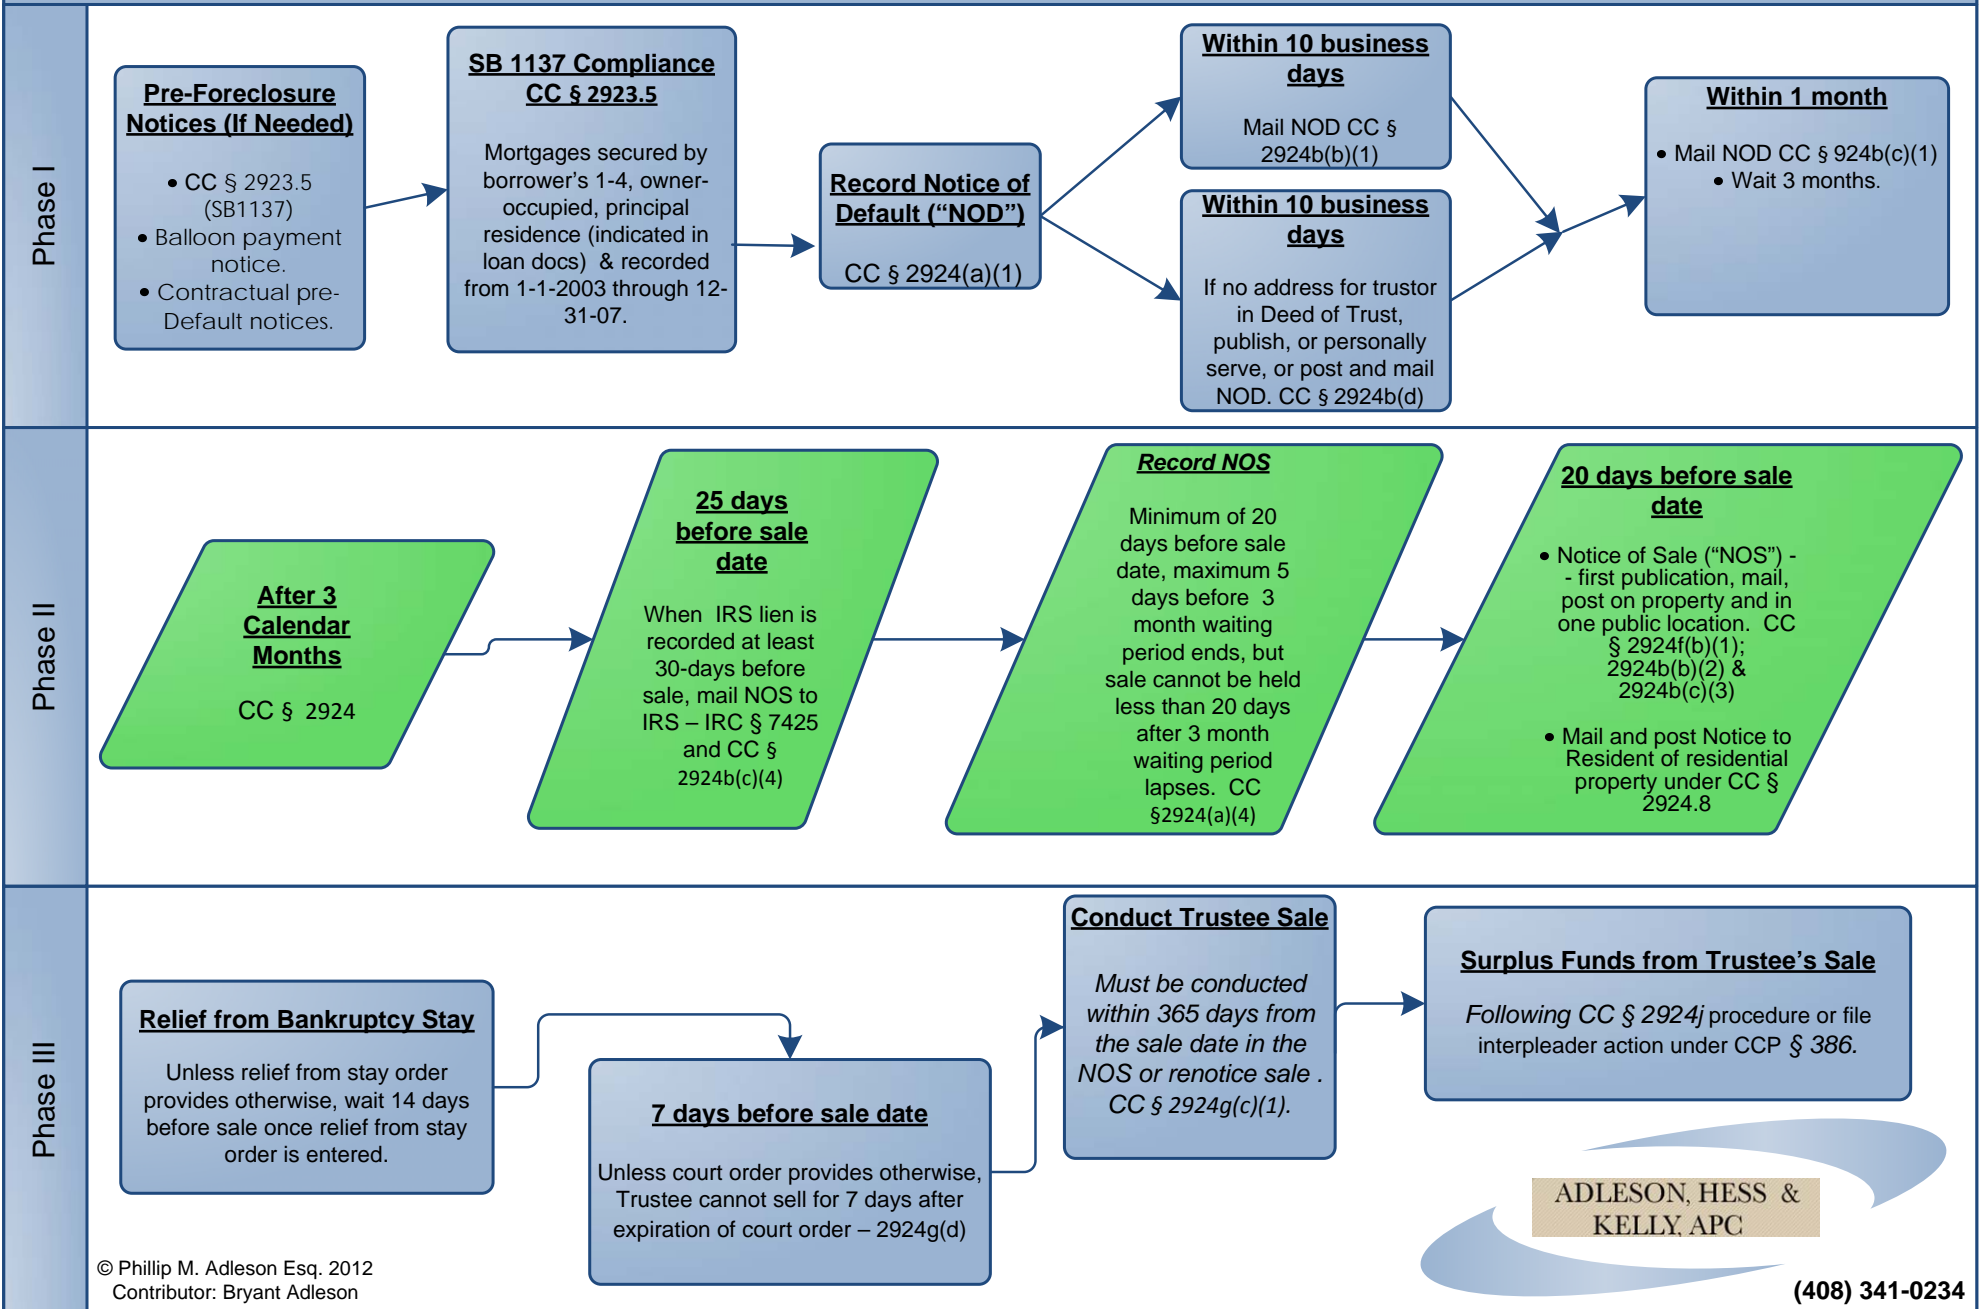 Phase I
Pre-Foreclosure
Notices (If Needed)
• CC § 2923.5
(SB1137)
• Balloon payment
notice.
• Contractual pre-
Default notices.
SB 1137 Compliance
CC § 2923.5
Mortgages secured by
borrower's 1-4, owner-
occupied, principal
residence (indicated in
loan docs) & recorded
from 1-1-2003 through 12-
31-07.
Record Notice of
Default (“NOD”)
CC § 2924(a)(1)
Within 10 business
days
Mail NOD CC §
2924b(b)(1)
Within 10 business
days
If no address for trustor
in Deed of Trust,
publish, or personally
serve, or post and mail
NOD. CC § 2924b(d)
Within 1 month
• Mail NOD CC § 924b(c)(1)
• Wait 3 months.
Phase II
After 3
Calendar
Months
CC § 2924
25 days
before sale
date
When IRS lien is
recorded at least
30-days before
sale, mail NOS to
IRS – IRC § 7425
and CC §
2924b(c)(4)
Record NOS
Minimum of 20
days before sale
date, maximum 5
days before 3
month waiting
period ends, but
sale cannot be held
less than 20 days
after 3 month
waiting period
lapses. CC
§2924(a)(4)
20 days before sale
date
• Notice of Sale (“NOS”) -
- first publication, mail,
post on property and in
one public location. CC
§ 2924f(b)(1);
2924b(b)(2) &
2924b(c)(3)
• Mail and post Notice to
Resident of residential
property under CC §
2924.8
Phase III
Relief from Bankruptcy Stay
Unless relief from stay order
provides otherwise, wait 14 days
before sale once relief from stay
order is entered.
7 days before sale date
Unless court order provides otherwise,
Trustee cannot sell for 7 days after
expiration of court order – 2924g(d)
Conduct Trustee Sale
Must be conducted
within 365 days from
the sale date in the
NOS or renotice sale .
CC § 2924g(c)(1).
Surplus Funds from Trustee's Sale
Following CC § 2924j procedure or file
interpleader action under CCP § 386.
ADLESON, HESS &
KELLY, APC
© Phillip M. Adleson Esq. 2012
Contributor: Bryant Adleson
(408) 341-0234